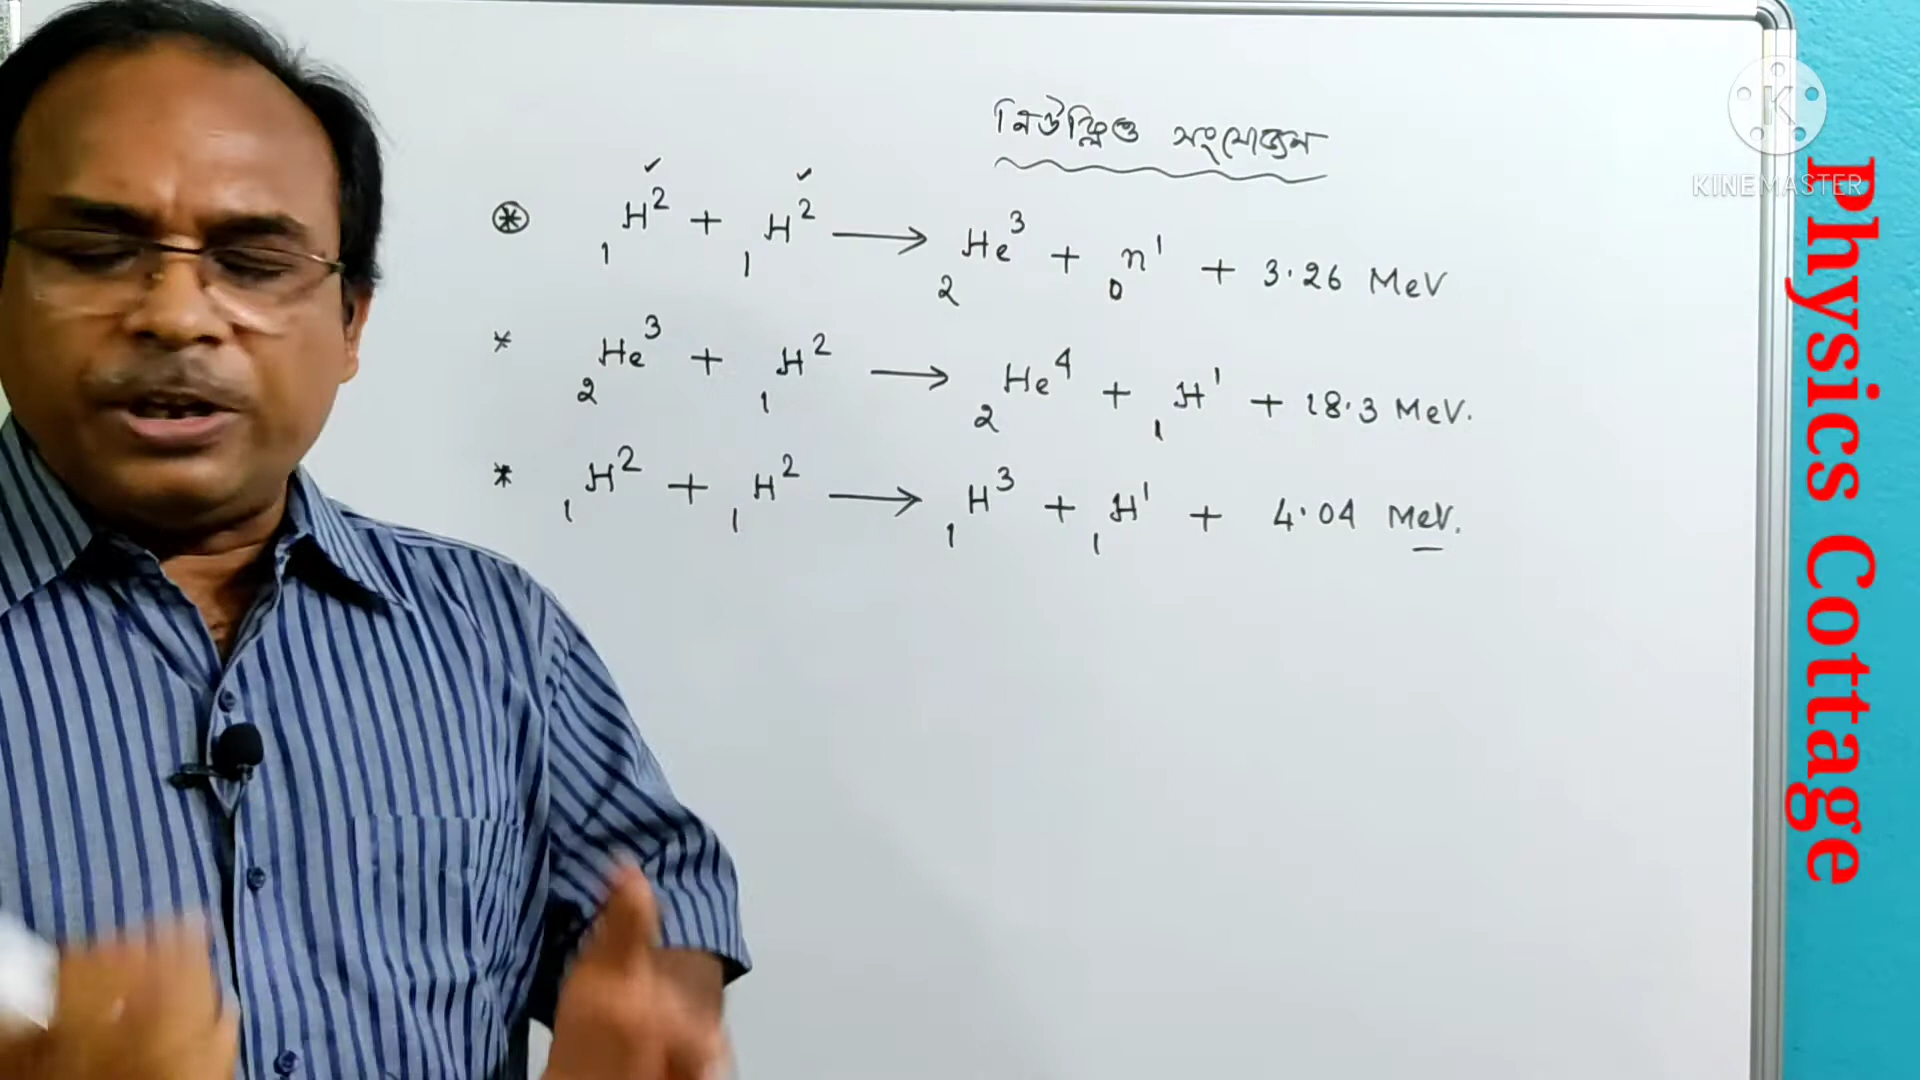 নিউক্লিও সংযোজন
⊛ ₁H² + ₁H² → ₂He³ + ₀n¹ + 3.26 MeV
* ₂He³ + ₁H² → ₂He⁴ + ₁H¹ + 18.3 MeV.
* ₁H² + ₁H² → ₁H³ + ₁H¹ + 4.04 MeV.
K
KINEMASTER
Physics Cottage